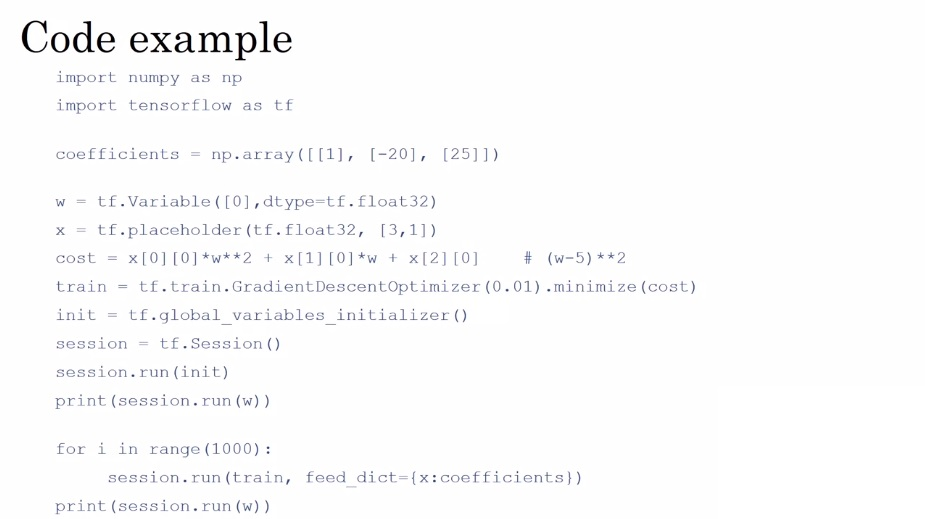 Code example
import numpy as np
import tensorflow as tf
coefficients = np.array([[1], [-20], [25]])
w = tf.Variable([0],dtype=tf.float32)
x = tf.placeholder(tf.float32, [3,1])
cost = x[0][0]*w**2 + x[1][0]*w + x[2][0] # (w-5)**2
train = tf.train.GradientDescentOptimizer(0.01).minimize(cost)
init = tf.global_variables_initializer()
session = tf.Session()
session.run(init)
print(session.run(w))
for i in range(1000):
session.run(train, feed_dict={x:coefficients})
print(session.run(w))